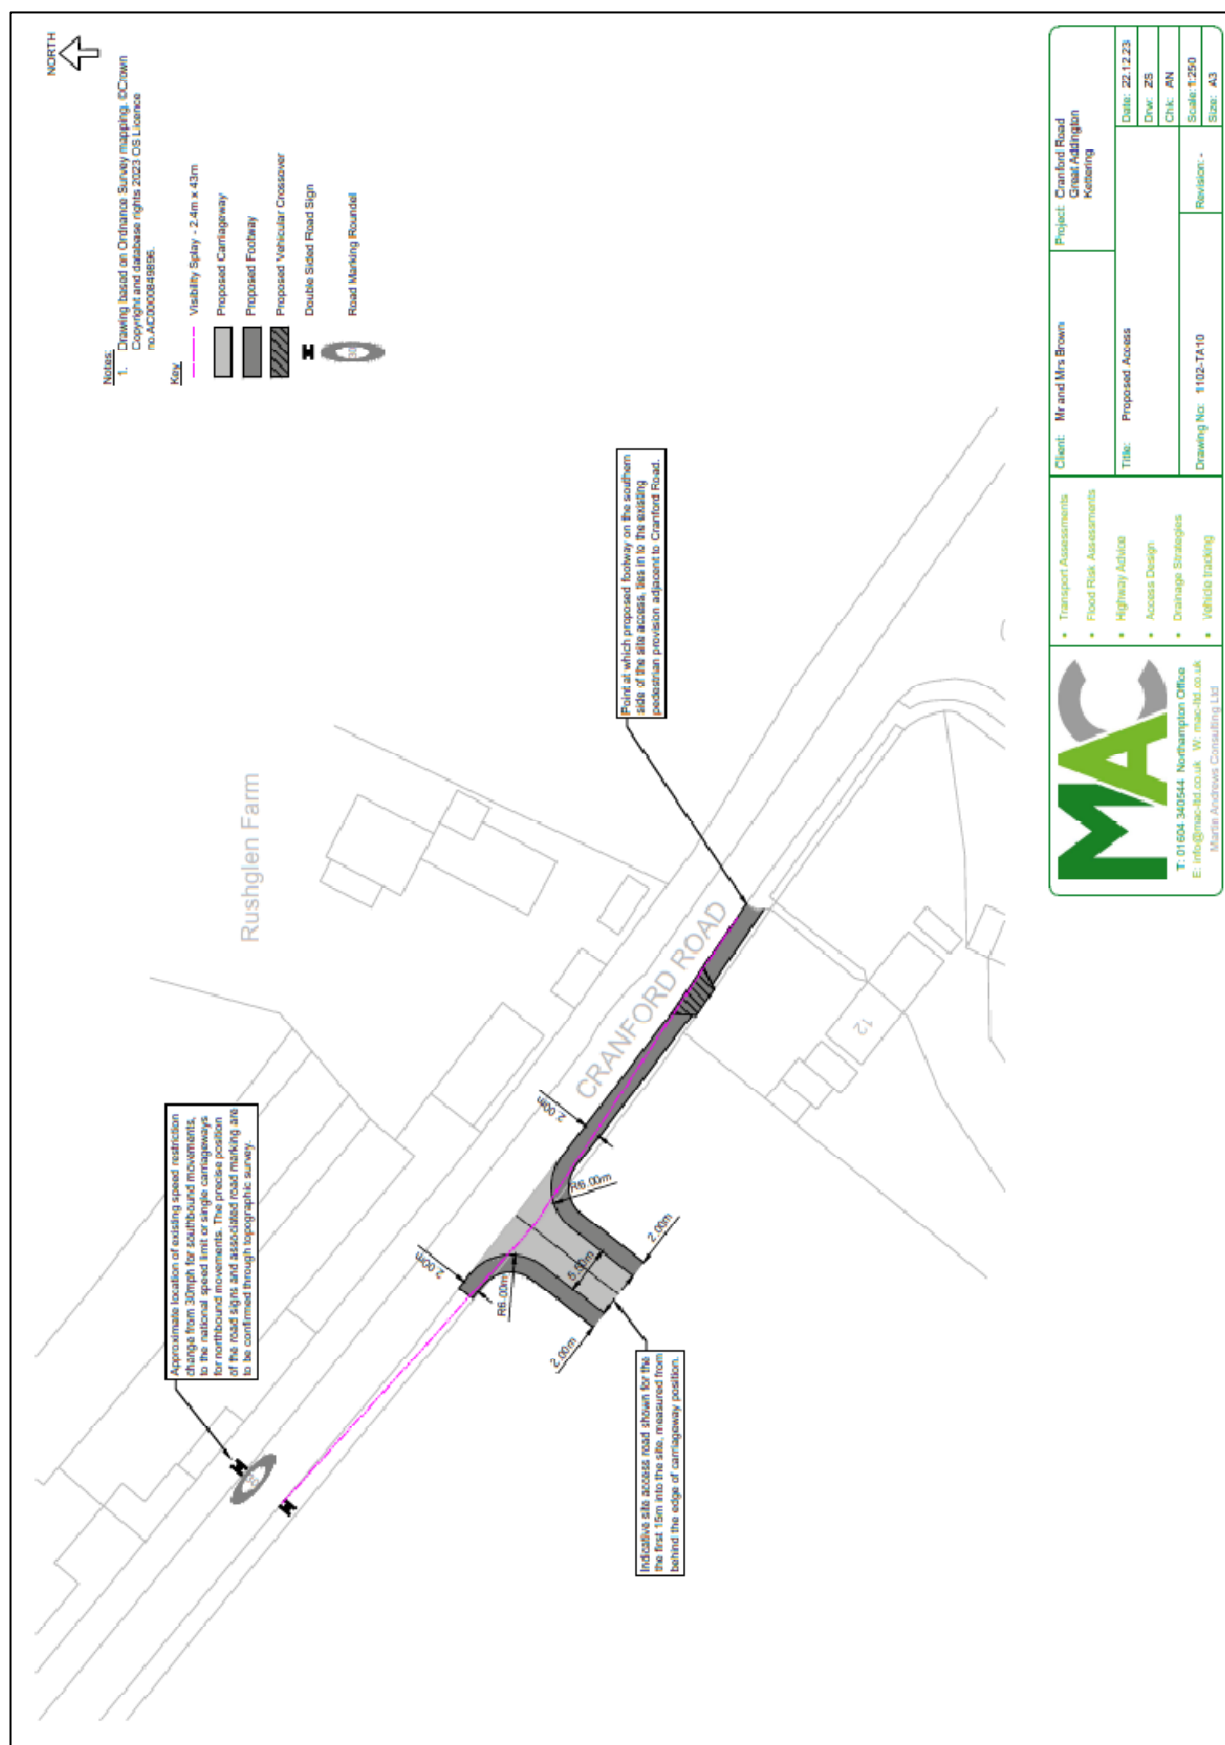 NORTH
Notes:
1. Drawing based on Ordnance Survey mapping. ©Crown
Copyright and database rights 2023 OS Licence
no.AC0000849896.
Key
Visibility Splay - 2.4m x 43m
Proposed Carriageway
Proposed Footway
Proposed Vehicular Crossover
Double Sided Road Sign
30
Road Marking Roundel
Approximate location of existing speed restriction
change from 30mph for southbound movements,
to the national speed limit or single carriageways
for northbound movements. The precise position
of the road signs and associated road marking are
to be confirmed through topographic survey.
Rushglen Farm
Point at which proposed footway on the southern
side of the site access, ties in to the existing
pedestrian provision adjacent to Cranford Road.
CRANFORD ROAD
12
2.00m
2.00m
R6.00m
R6.00m
5.50m
2.00m
2.00m
Indicative site access road shown for the
the first 15m into the site, measured from
behind the edge of carriageway position.
MAC
T: 01604 340544 Northampton Office
E: info@mac-ltd.co.uk W: mac-ltd.co.uk
Martin Andrews Consulting Ltd
• Transport Assessments
• Flood Risk Assessments
• Highway Advice
• Access Design
• Drainage Strategies
• Vehicle tracking
Client: Mr and Mrs Brown
Project: Cranford Road
Great Addington
Kettering
Title: Proposed Access
Date: 22.12.23
Drw: ZS
Chk: AN
Drawing No: 1102-TA10
Revision: -
Scale: 1:250
Size: A3